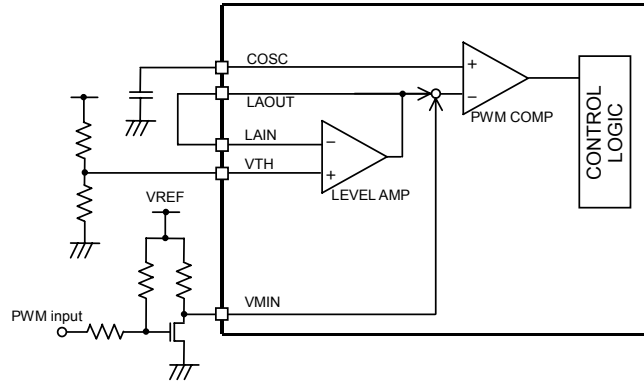 COSC
LAOUT
LAIN
VTH
VREF
VMIN
PWM input
+
−
PWM COMP
−
+
LEVEL AMP
CONTROL
LOGIC